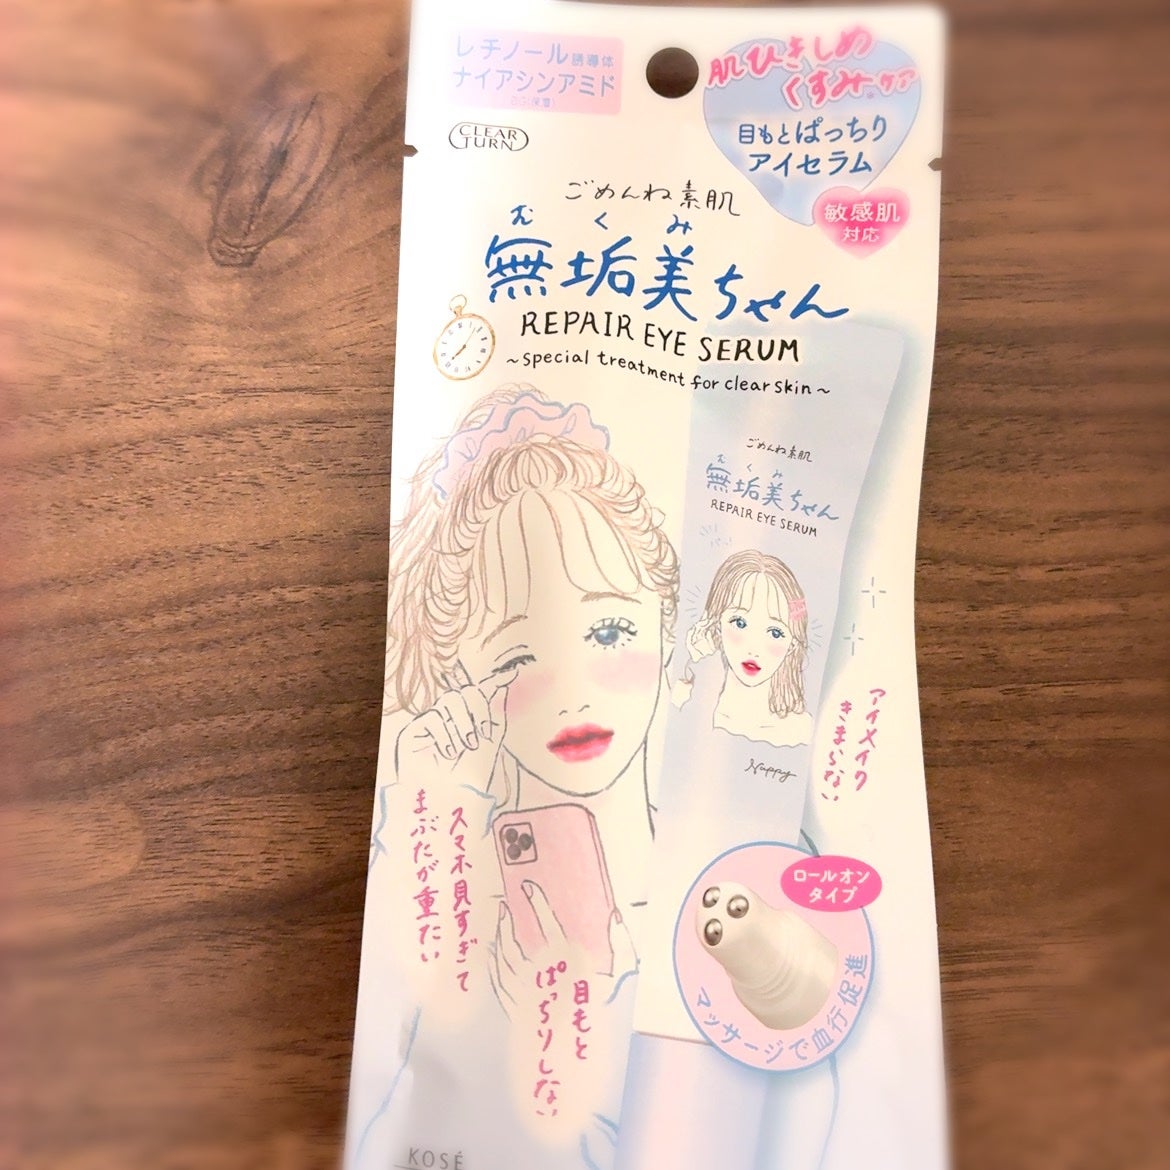 レチノール誘導体
ナイアシンアミド
肌ひきしめ
くすみ*ケア
目もとぱっちり
アイセラム
敏感肌
対応
CLEAR
TURN
ごめんね素肌
むくみ
無垢美ちゃん
REPAIR EYE SERUM
~special treatment for clear skin~
ごめんね素肌
むくみ
無垢美ちゃん
REPAIR EYE SERUM
Happy
アイメイク
きまらない
スマホ見すぎて
まぶたが重たい
目もと
ぱっちりしない
ロールオン
タイプ
マッサージで血行促進
KOSÉ